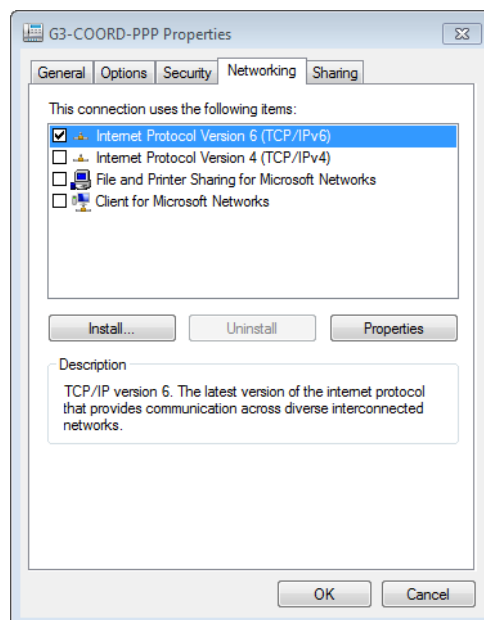 G3-COORD-PPP Properties
General Options Security Networking Sharing
This connection uses the following items:
Internet Protocol Version 6 (TCP/IPv6)
Internet Protocol Version 4 (TCP/IPv4)
File and Printer Sharing for Microsoft Networks
Client for Microsoft Networks
Install... Uninstall Properties
Description
TCP/IP version 6. The latest version of the internet protocol
that provides communication across diverse interconnected
networks.
OK Cancel